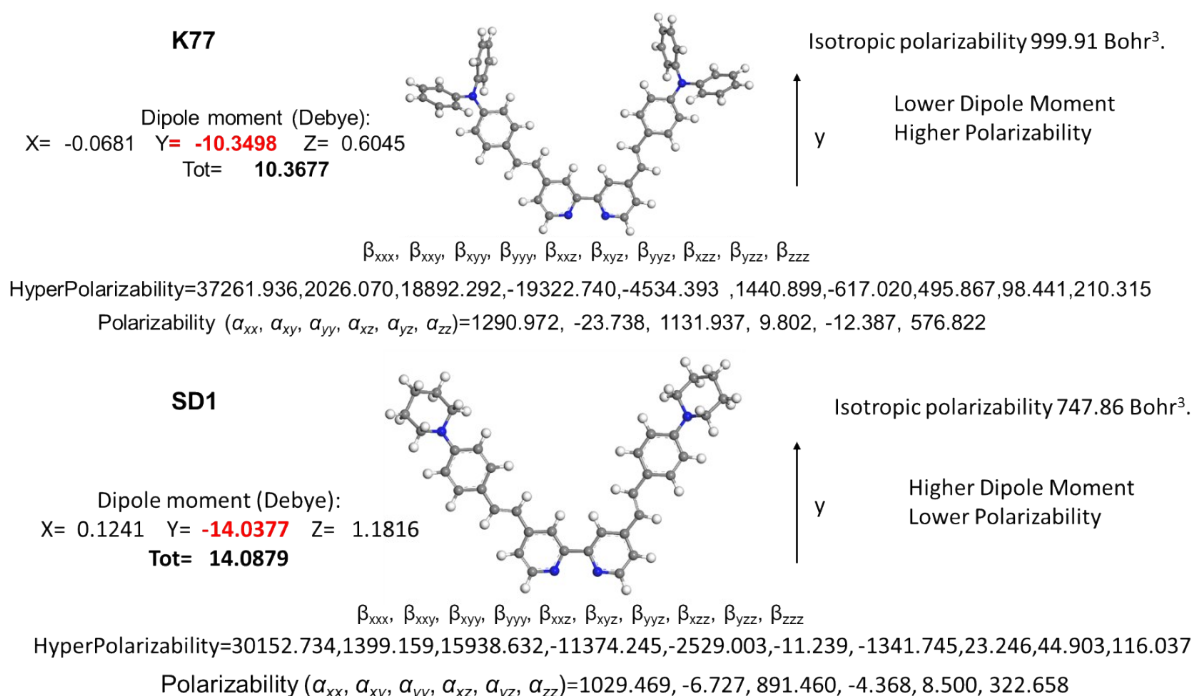 K77
Isotropic polarizability 999.91 Bohr³.
Dipole moment (Debye):
X= -0.0681 Y= -10.3498 Z= 0.6045
Tot= 10.3677
Lower Dipole Moment
Higher Polarizability
y
βxxx, βxxy, βxyy, βyyy, βxxz, βxyz, βyyz, βxzz, βyzz, βzzz
HyperPolarizability=37261.936,2026.070,18892.292,-19322.740,-4534.393 ,1440.899,-617.020,495.867,98.441,210.315
Polarizability (αxx, αxy, αyy, αxz, αyz, αzz)=1290.972, -23.738, 1131.937, 9.802, -12.387, 576.822
SD1
Isotropic polarizability 747.86 Bohr³.
Dipole moment (Debye):
X= 0.1241 Y= -14.0377 Z= 1.1816
Tot= 14.0879
Higher Dipole Moment
Lower Polarizability
y
βxxx, βxxy, βxyy, βyyy, βxxz, βxyz, βyyz, βxzz, βyzz, βzzz
HyperPolarizability=30152.734,1399.159,15938.632,-11374.245,-2529.003,-11.239, -1341.745,23.246,44.903,116.037
Polarizability (αxx, αxy, αyy, αxz, αyz, αzz)=1029.469, -6.727, 891.460, -4.368, 8.500, 322.658